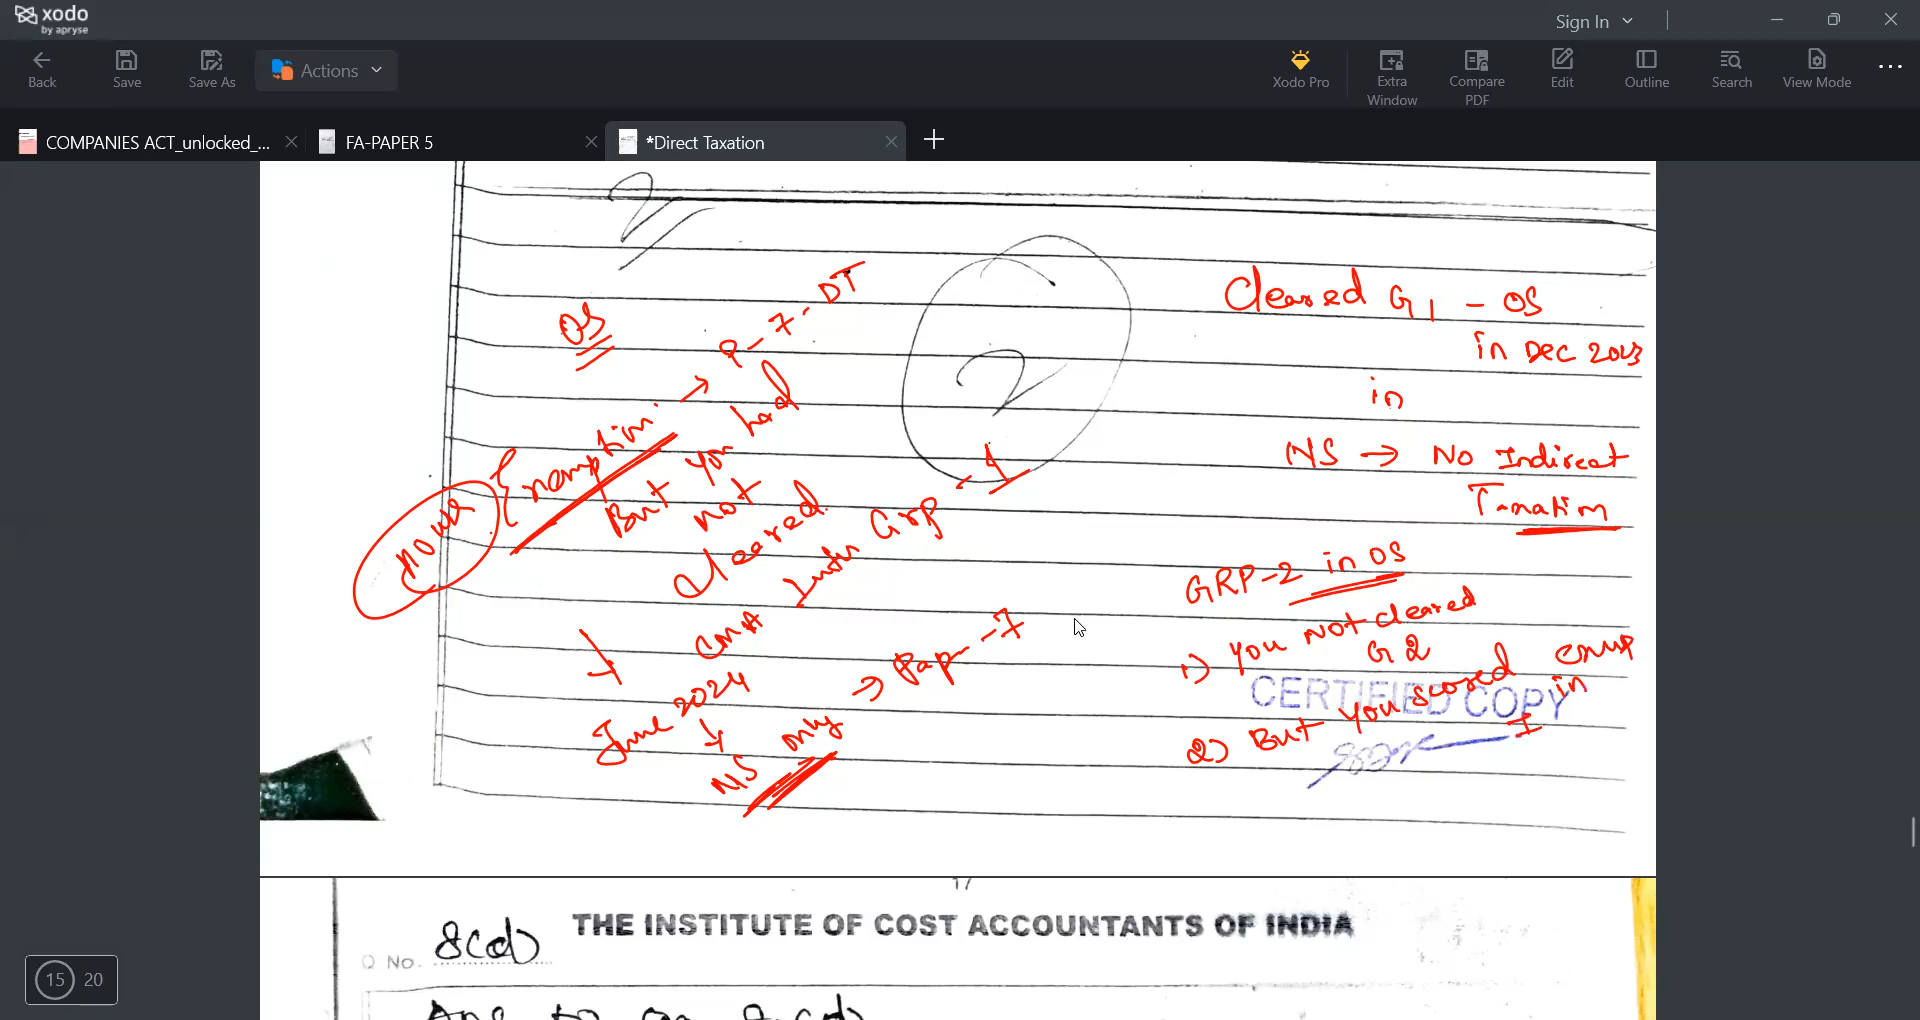 xodo
by apryse
Sign In
Back
Save
Save As
Actions
Xodo Pro
Extra Window
Compare PDF
Edit
Outline
Search
View Mode
COMPANIES ACT_unlocked_...
FA-PAPER 5
*Direct Taxation
2
OS
Exemption → P-7-DT
But you had
not
cleared
CMA Inter Grp - 1
June 2024
NS only → Pap-7
Cleared G1 - OS
in Dec 2023
in
NS → No Indirect
Taxation
GRP-2 in OS
1) You Not cleared
G2
2) But you scored
in
CERTIFIED COPY
17
THE INSTITUTE OF COST ACCOUNTANTS OF INDIA
Q No. 8(d)
15 20